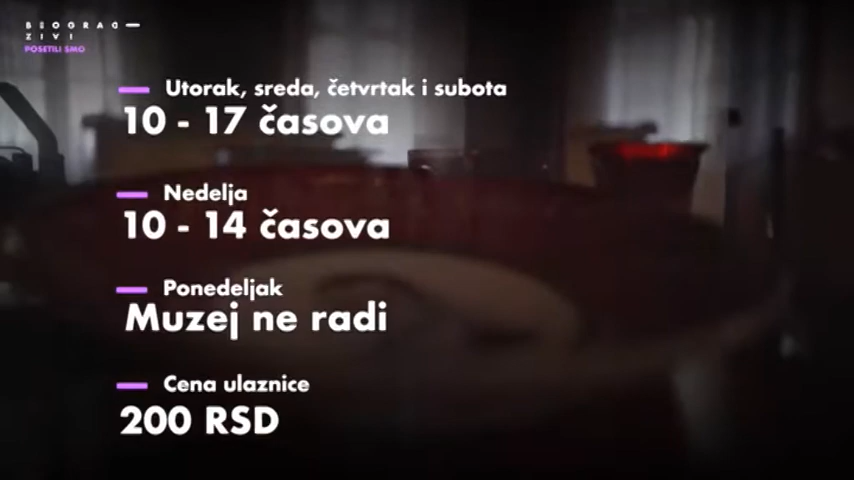 BEOGRAD
ZIVI
POSETILI SMO
Utorak, sreda, četvrtak i subota
10 - 17 časova
Nedelja
10 - 14 časova
Ponedeljak
Muzej ne radi
Cena ulaznice
200 RSD